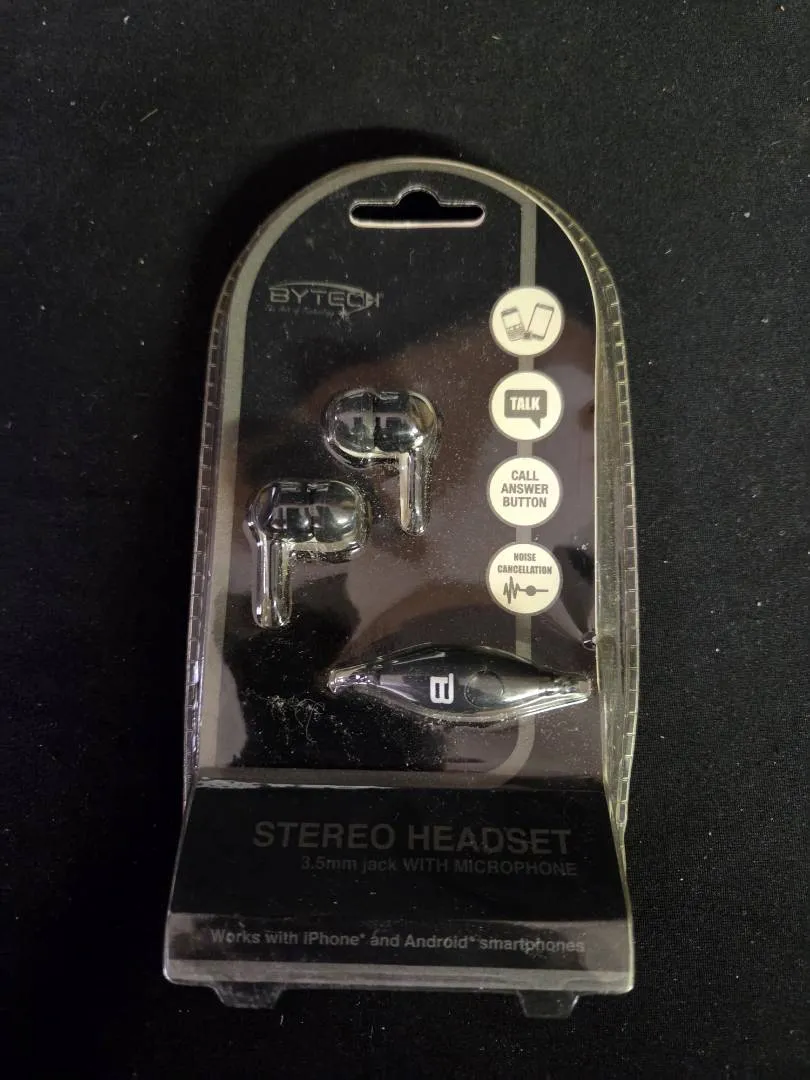 BYTECH
TALK
CALL
ANSWER
BUTTON
NOISE
CANCELLATION
B
STEREO HEADSET
3.5mm jack WITH MICROPHONE
Works with iPhone* and Android* smartphones